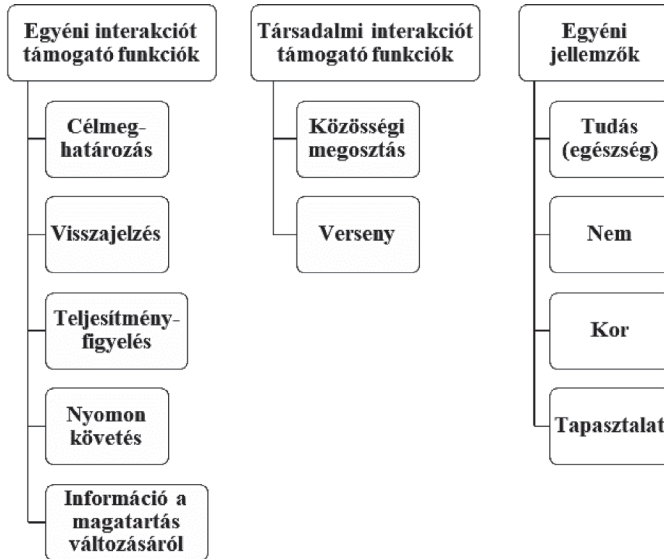 Egyéni interakciót
támogató funkciók
Célmeg-
határozás
Visszajelzés
Teljesítmény-
figyelés
Nyomon
követés
Információ a
magatartás
változásáról
Társadalmi interakciót
támogató funkciók
Közösségi
megosztás
Verseny
Egyéni
jellemzők
Tudás
(egészség)
Nem
Kor
Tapasztalat